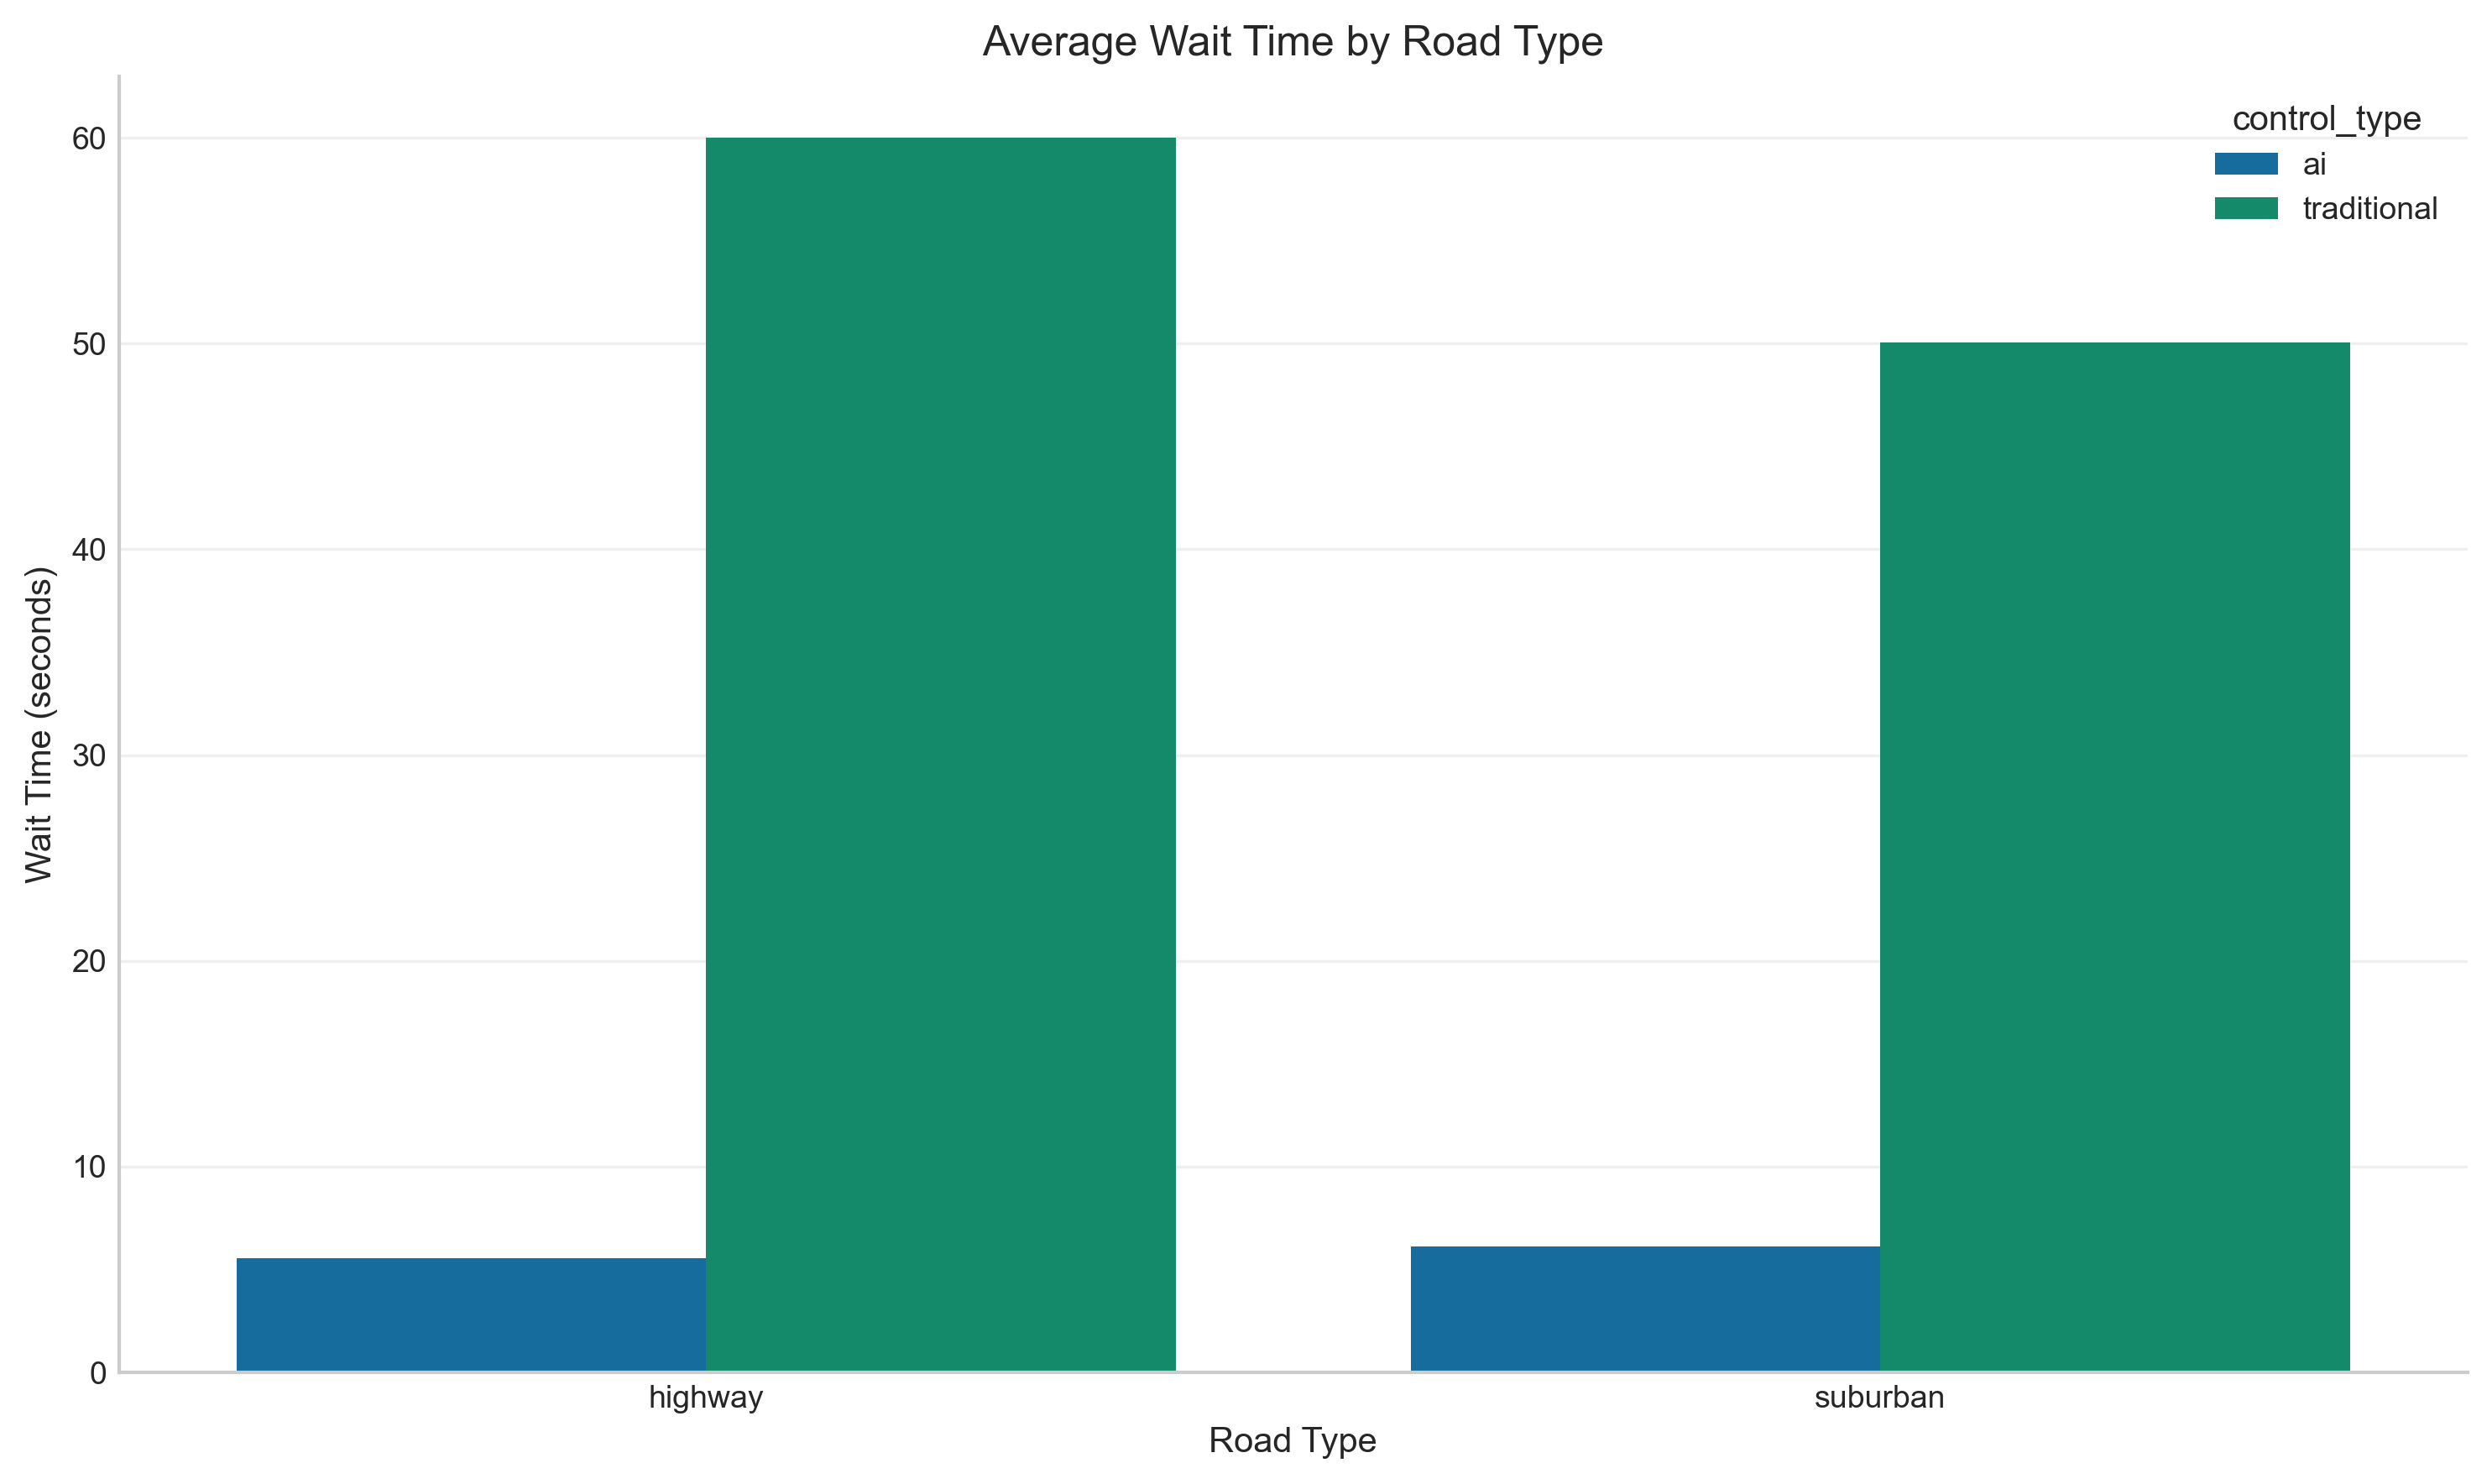 Average Wait Time by Road Type
control_type
ai
traditional
60
50
40
30
20
10
0
Wait Time (seconds)
highway
suburban
Road Type